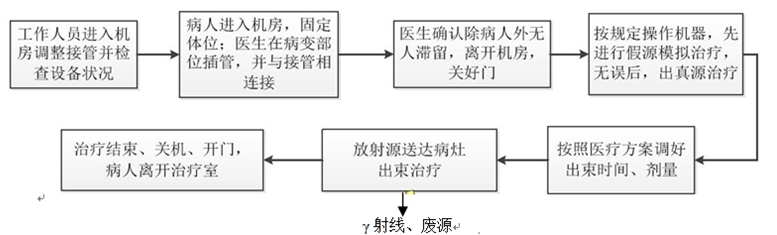 工作人员进入机
房调整接管并检
查设备状况
病人进入机房，固定
体位；医生在病变部
位插管，并与接管相
连接
医生确认除病人外无
人滞留，离开机房，
关好门
按规定操作机器，先
进行假源模拟治疗，
无误后，出真源治疗
按照医疗方案调好
出束时间、剂量
放射源送达病灶
出束治疗
治疗结束、关机、开门，
病人离开治疗室
γ射线、废源